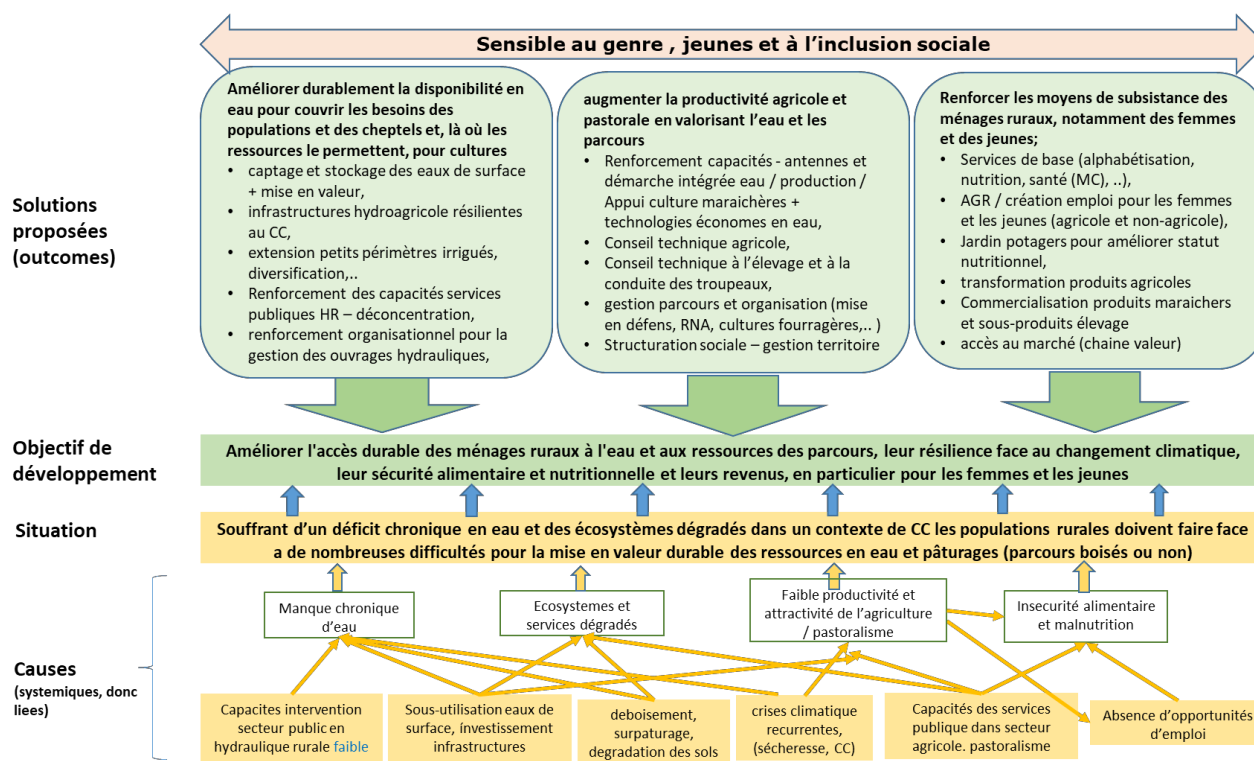 Sensible au genre , jeunes et à l’inclusion sociale
Solutions
proposées
(outcomes)
Améliorer durablement la disponibilité en
eau pour couvrir les besoins des
populations et des cheptels et, là où les
ressources le permettent, pour cultures
• captage et stockage des eaux de surface
+ mise en valeur,
• infrastructures hydroagricole résilientes
au CC,
• extension petits périmètres irrigués,
diversification,..
• Renforcement des capacités services
publiques HR – déconcentration,
• renforcement organisationnel pour la
gestion des ouvrages hydrauliques,
augmenter la productivité agricole et
pastorale en valorisant l’eau et les
parcours
• Renforcement capacités - antennes et
démarche intégrée eau / production /
Appui culture maraichères +
technologies économes en eau,
• Conseil technique agricole,
• Conseil technique à l’élevage et à la
conduite des troupeaux,
• gestion parcours et organisation (mise
en défens, RNA, cultures fourragères,.. )
• Structuration sociale – gestion territoire
Renforcer les moyens de subsistance des
ménages ruraux, notamment des femmes
et des jeunes;
• Services de base (alphabétisation,
nutrition, santé (MC), ..),
• AGR / création emploi pour les femmes
et les jeunes (agricole et non-agricole),
• Jardin potagers pour améliorer statut
nutritionnel,
• transformation produits agricoles
• Commercialisation produits maraichers
et sous-produits élevage
• accès au marché (chaine valeur)
Objectif de
développement
Améliorer l'accès durable des ménages ruraux à l'eau et aux ressources des parcours, leur résilience face au changement climatique,
leur sécurité alimentaire et nutritionnelle et leurs revenus, en particulier pour les femmes et les jeunes
Situation
Souffrant d’un déficit chronique en eau et des écosystèmes dégradés dans un contexte de CC les populations rurales doivent faire face
a de nombreuses difficultés pour la mise en valeur durable des ressources en eau et pâturages (parcours boisés ou non)
Causes
(systemiques, donc
liees)
Manque chronique
d’eau
Ecosystemes et
services dégradés
Faible productivité et
attractivité de l’agriculture
/ pastoralisme
Insecurité alimentaire
et malnutrition
Capacites intervention
secteur public en
hydraulique rurale faible
Sous-utilisation eaux de
surface, ínvestissement
infrastructures
deboisement,
surpaturage,
degradation des sols
crises climatique
recurrentes,
(sécheresse, CC)
Capacités des services
publique dans secteur
agricole. pastoralisme
Absence d’opportunités
d’emploi